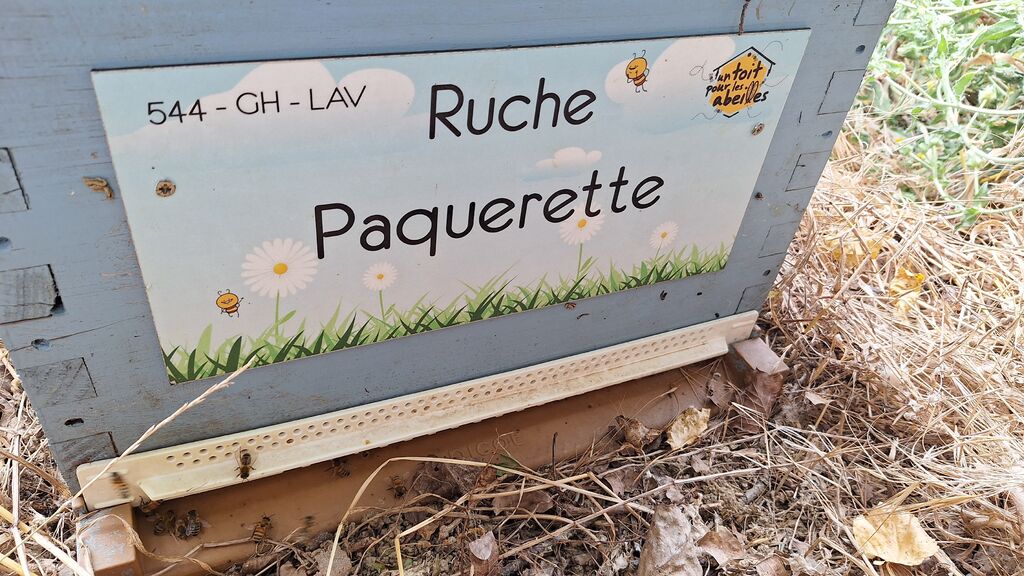 544 - GH - LAV
Ruche
Paquerette
un toit
pour les
abeilles